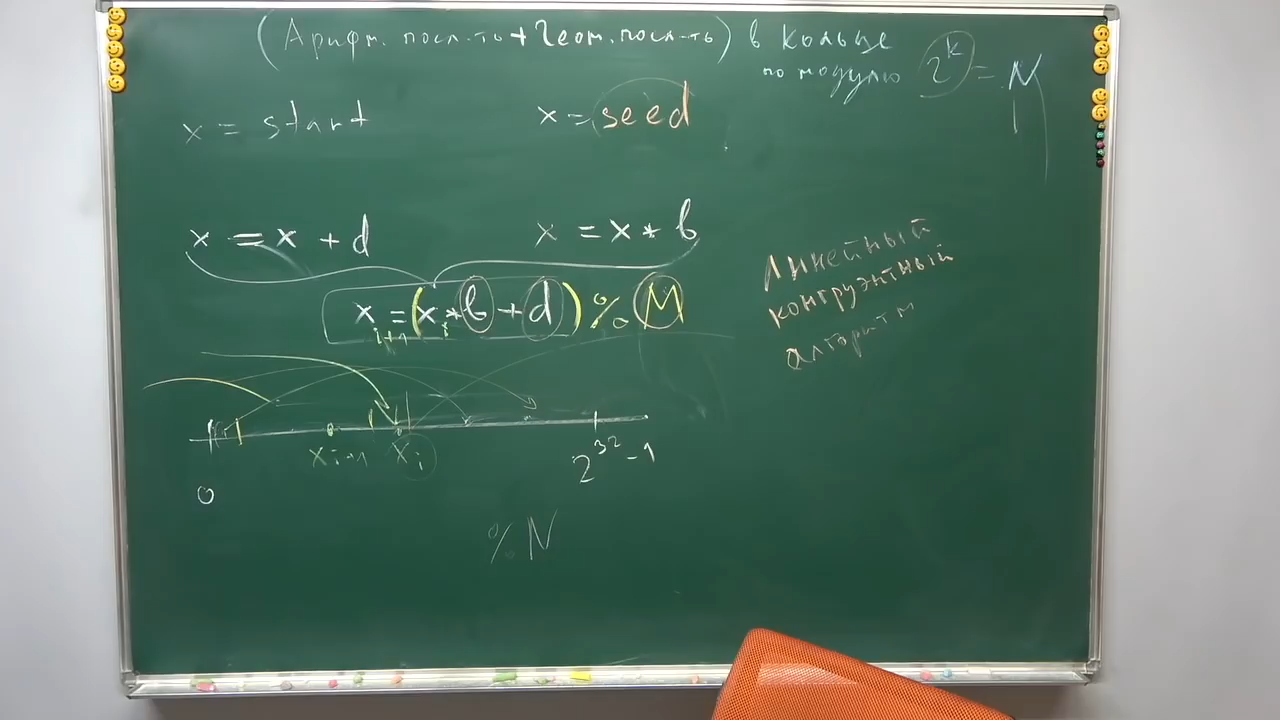 (Арифм. посл-ть + Геом. посл-ть) в кольце
по модулю 2^k = M
x = start
x = seed
x = x + d
x = x * b
x_{i+1} = (x_i * b + d) % M
Линейный
конгруэнтный
алгоритм
x_{i+1} x_i
2^{32} - 1
0
% N